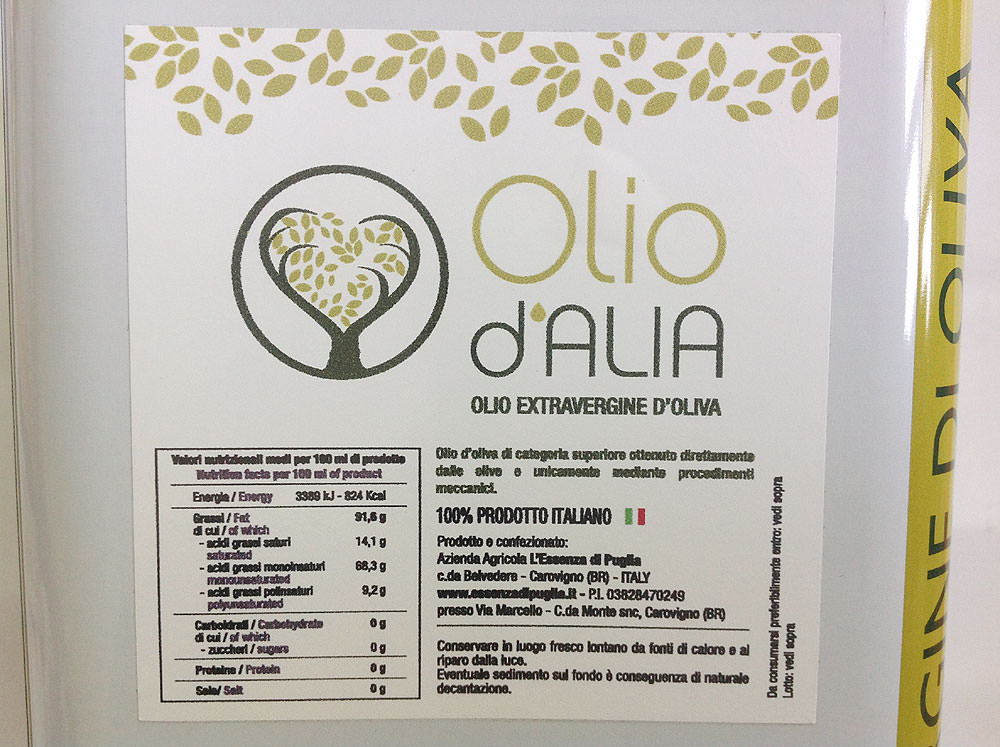 Olio
d'ALIA
OLIO EXTRAVERGINE D'OLIVA
Valori nutrizionali medi per 100 ml di prodotto
Nutrition facts per 100 ml of product
Energia / Energy 3389 kJ - 824 Kcal
Grassi / Fat 91,6 g
di cui / of which
- acidi grassi saturi 14,1 g
saturated
- acidi grassi monoinsaturi 68,3 g
monounsaturated
- acidi grassi polinsaturi 9,2 g
polyunsaturated
Carboidrati / Carbohydrate 0 g
di cui / of which
- zuccheri / sugars 0 g
Proteine / Protein 0 g
Sale/ Salt 0 g
Olio d'oliva di categoria superiore ottenuto direttamente
dalle olive e unicamente mediante procedimenti
meccanici.
100% PRODOTTO ITALIANO
Prodotto e confezionato:
Azienda Agricola L'Essenza di Puglia
c.da Belvedere - Carovigno (BR) - ITALY
www.essenzadipuglia.it - P.I. 03828470249
presso Via Marcello - C.da Monte snc, Carovigno (BR)
Conservare in luogo fresco lontano da fonti di calore e al
riparo dalla luce.
Eventuale sedimento sul fondo è conseguenza di naturale
decantazione.
Da consumarsi preferibilmente entro: vedi sopra
Lotto: vedi sopra
GINE DI OLIVA